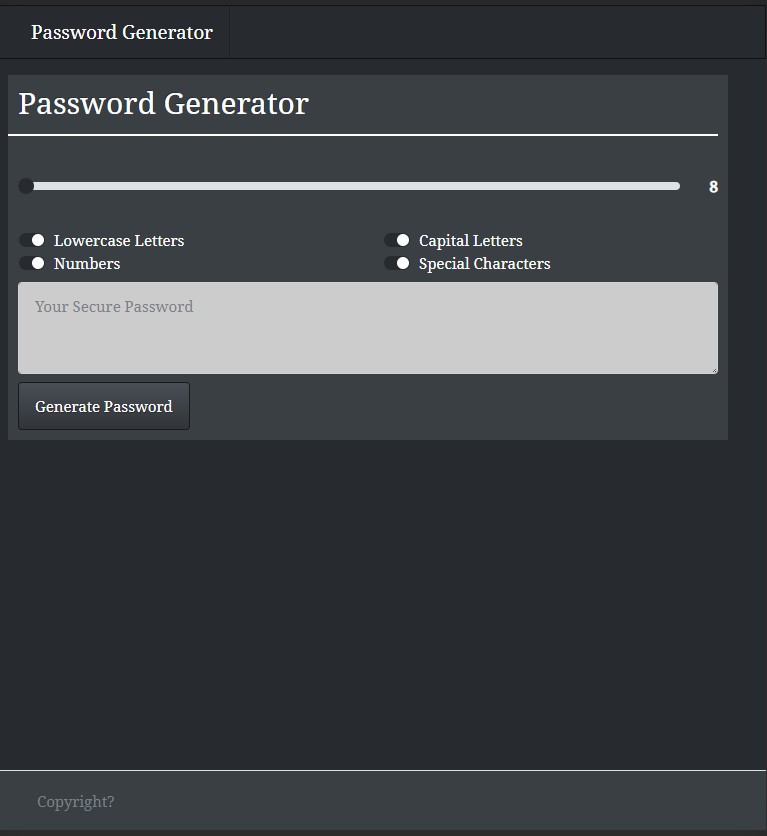 Password Generator
Password Generator
8
Lowercase Letters Capital Letters
Numbers Special Characters
Your Secure Password
Generate Password
Copyright?